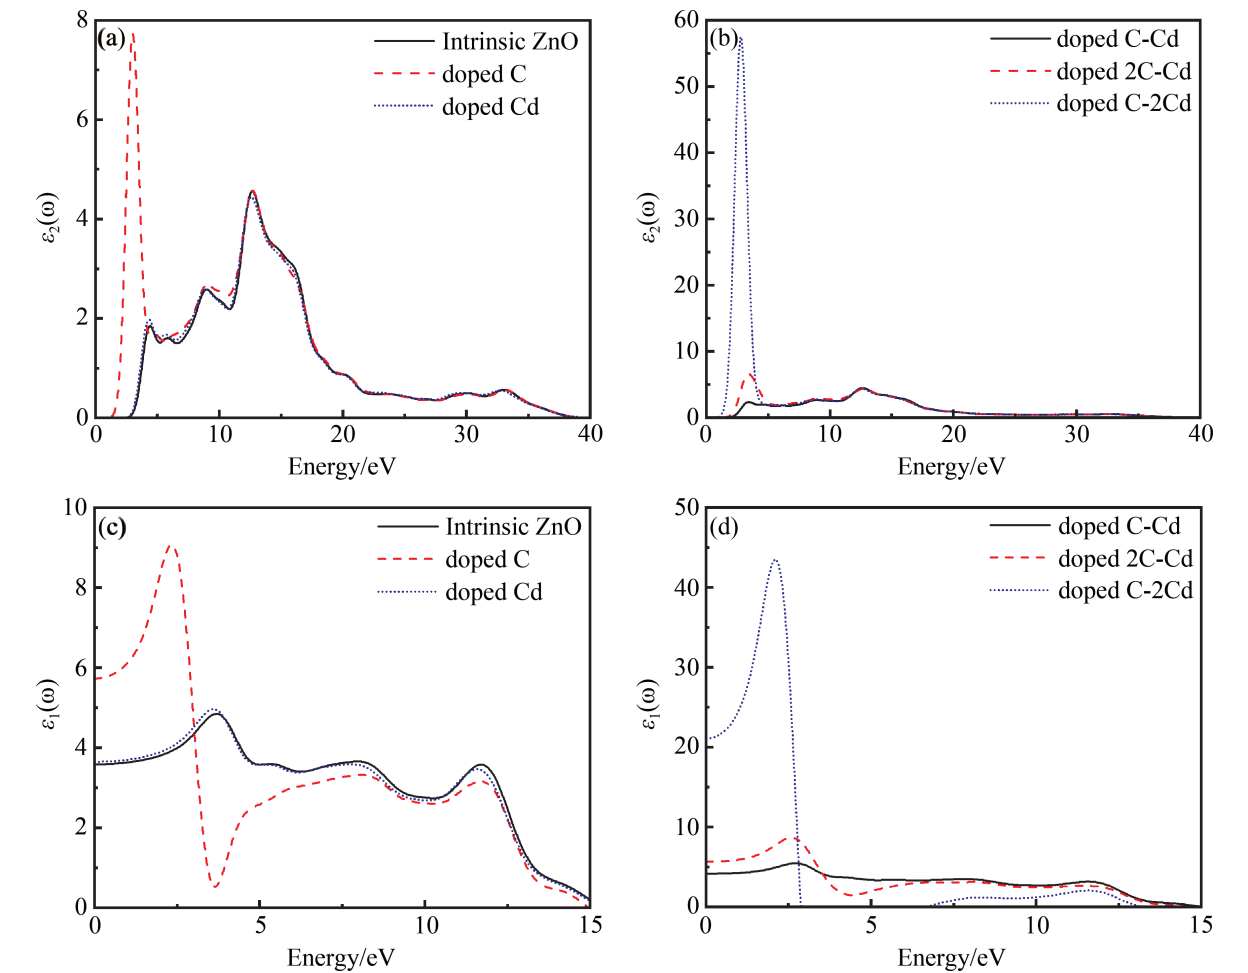 (a)
Intrinsic ZnO
doped C
doped Cd
8
6
4
2
0
ε₂(ω)
0 10 20 30 40
Energy/eV
(b)
doped C-Cd
doped 2C-Cd
doped C-2Cd
60
50
40
30
20
10
0
ε₂(ω)
0 10 20 30 40
Energy/eV
(c)
Intrinsic ZnO
doped C
doped Cd
10
8
6
4
2
0
ε₁(ω)
0 5 10 15
Energy/eV
(d)
doped C-Cd
doped 2C-Cd
doped C-2Cd
50
40
30
20
10
0
ε₁(ω)
0 5 10 15
Energy/eV